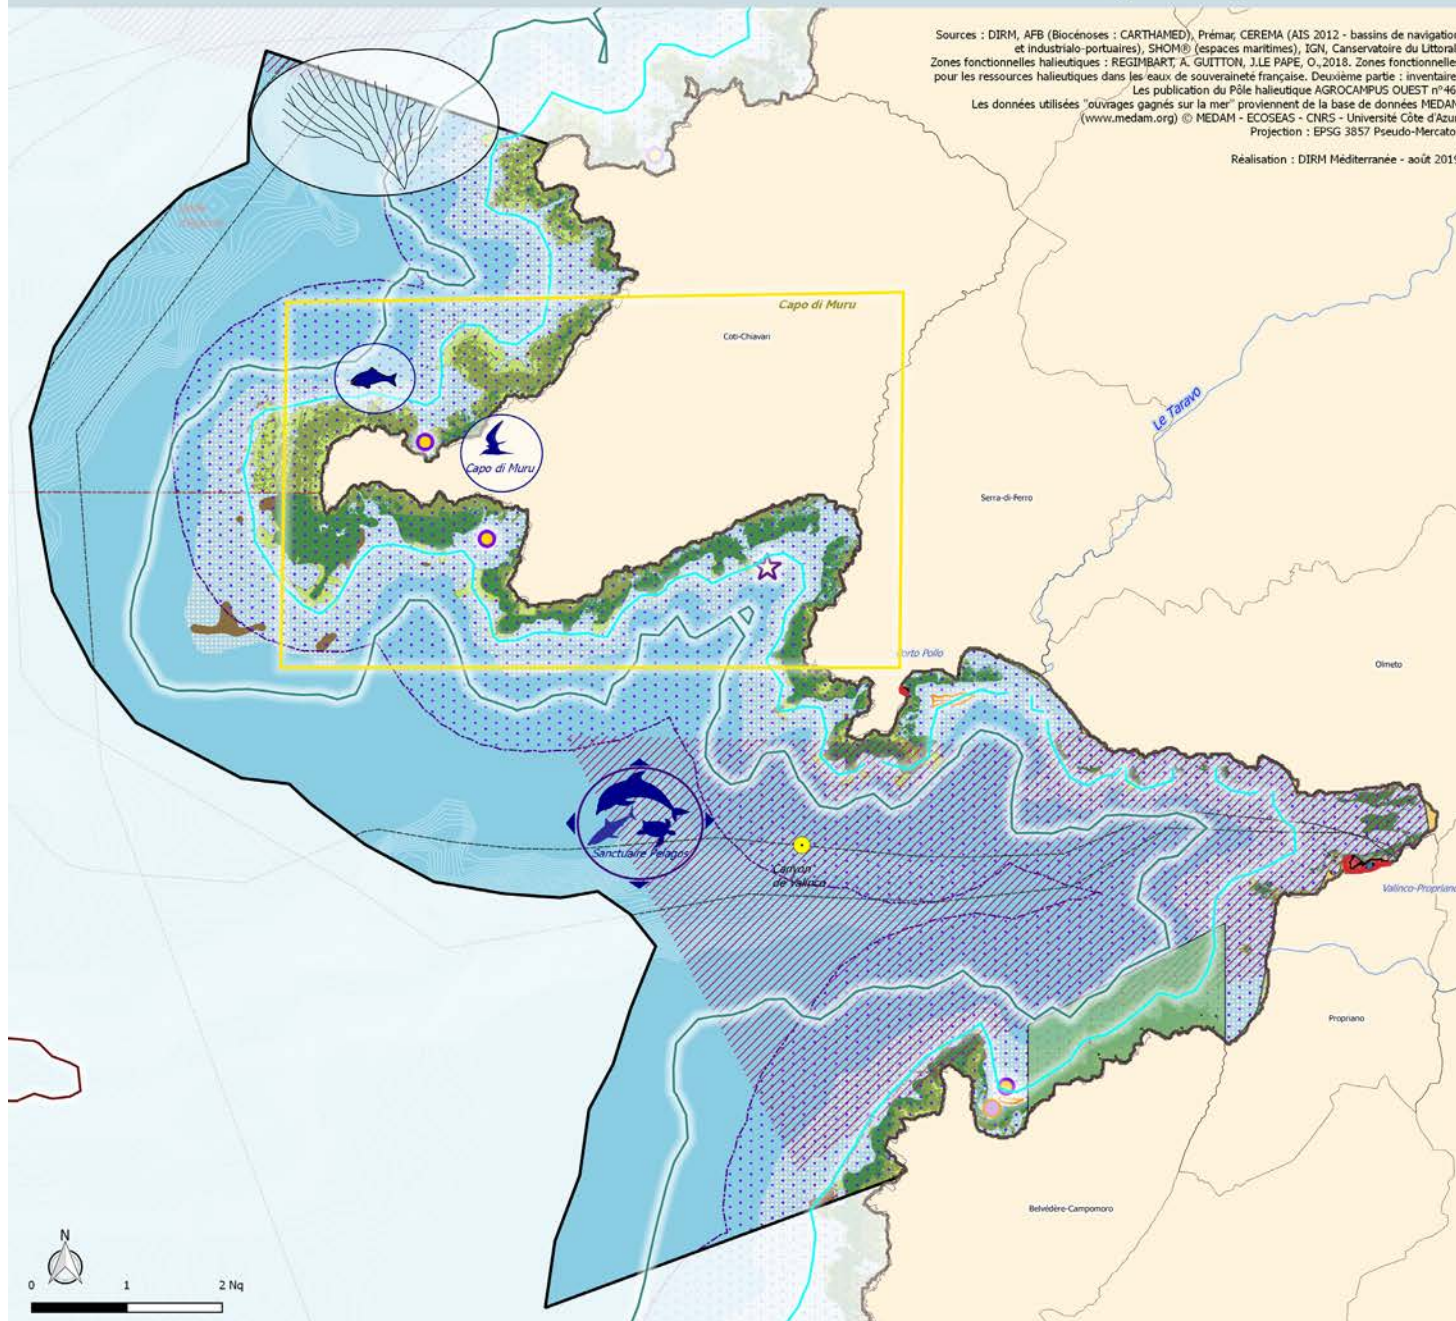 Sources : DIRM, AFB (Biocénoses : CARTHAMED), Prémar, CEREMA (AIS 2012 - bassins de navigation
et industrialo-portuaires), SHOM® (espaces maritimes), IGN, Canservatoire du Littoral
Zones fonctionnelles halieutiques : REGIMBART, A. GUITTON, J.LE PAPE, O.,2018. Zones fonctionnelles
pour les ressources halieutiques dans les eaux de souveraineté française. Deuxième partie : inventaire
Les publication du Pôle halieutique AGROCAMPUS OUEST n°46
Les données utilisées "ouvrages gagnés sur la mer" proviennent de la base de données MEDAM
(www.medam.org) © MEDAM - ECOSEAS - CNRS - Université Côte d'Azur
Projection : EPSG 3857 Pseudo-Mercator
Réalisation : DIRM Méditerranée - août 2019
Capo di Muru
Coti-Chiavari
Le Taravo
Capo di Muru
Serra-di-Ferro
Porto Pollo
Olmeto
Sanctuaire Pelagos
Canyon
de Valinco
Valinco-Propriano
Propriano
Belvédère-Campomoro
N
0 1 2 Nq